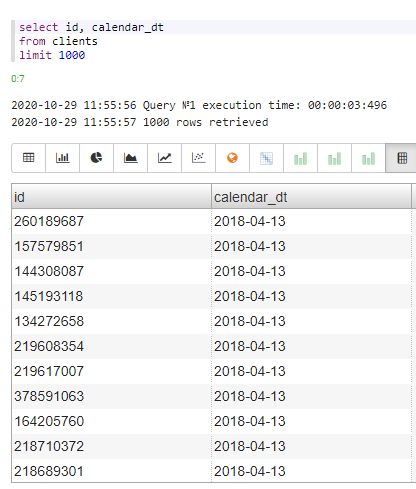 select id, calendar_dt
from clients
limit 1000
0:7
2020-10-29 11:55:56 Query №1 execution time: 00:00:03:496
2020-10-29 11:55:57 1000 rows retrieved
id calendar_dt
260189687 2018-04-13
157579851 2018-04-13
144308087 2018-04-13
145193118 2018-04-13
134272658 2018-04-13
219608354 2018-04-13
219617007 2018-04-13
378591063 2018-04-13
164205760 2018-04-13
218710372 2018-04-13
218689301 2018-04-13